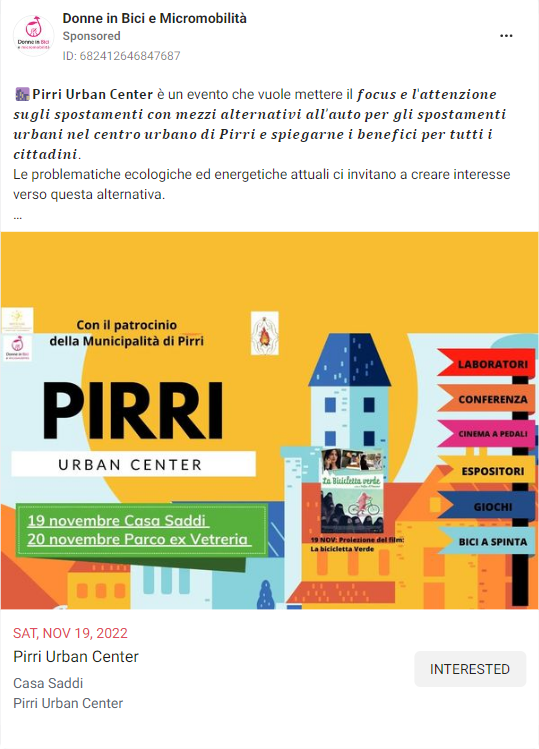 Donne in Bici e Micromobilità
Sponsored
ID: 682412646847687
Pirri Urban Center è un evento che vuole mettere il focus e l'attenzione
sugli spostamenti con mezzi alternativi all'auto per gli spostamenti
urbani nel centro urbano di Pirri e spiegarne i benefici per tutti i
cittadini.
Le problematiche ecologiche ed energetiche attuali ci invitano a creare interesse
verso questa alternativa.
...
Con il patrocinio
della Municipalità di Pirri
Donne in Bici
e micromobilità
PIRRI
URBAN CENTER
19 novembre Casa Saddi
20 novembre Parco ex Vetreria
La Bicicletta verde
19 NOV: Proiezione del film:
La bicicletta Verde
LABORATORI
CONFERENZA
CINEMA A PEDALI
ESPOSITORI
GIOCHI
BICI A SPINTA
SAT, NOV 19, 2022
Pirri Urban Center
Casa Saddi
Pirri Urban Center
INTERESTED